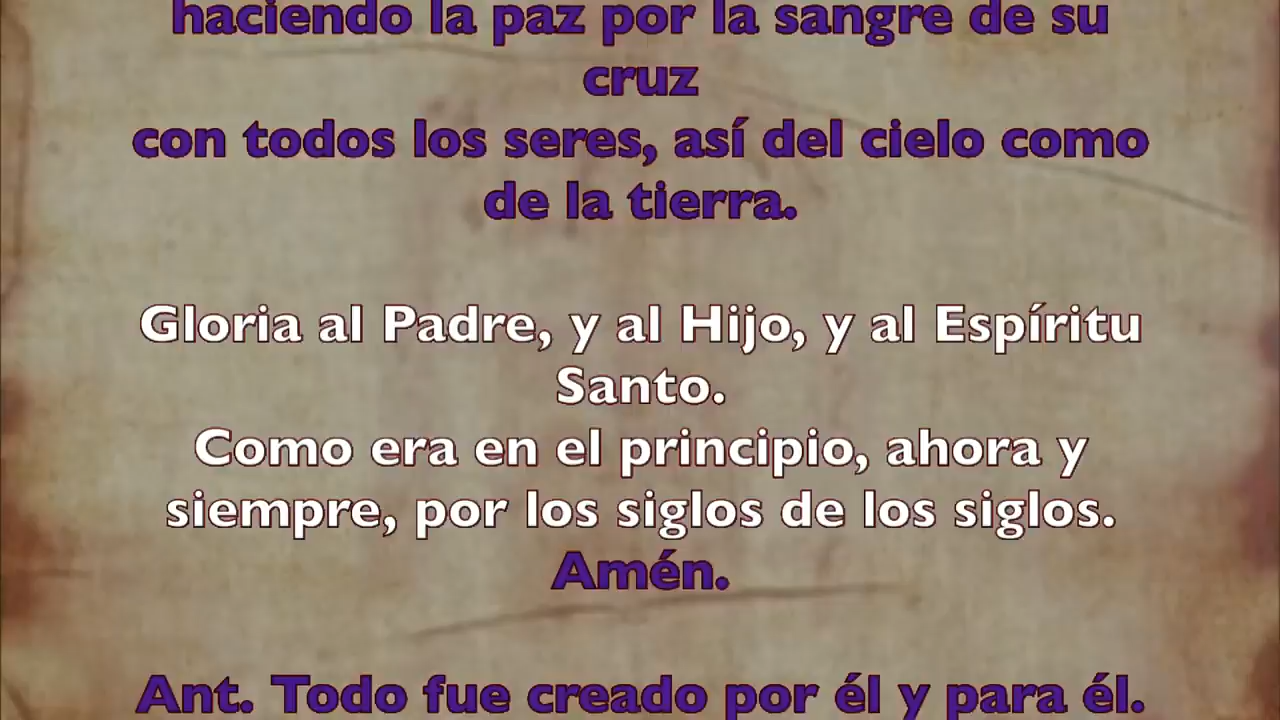 haciendo la paz por la sangre de su
cruz
con todos los seres, así del cielo como
de la tierra.
Gloria al Padre, y al Hijo, y al Espíritu
Santo.
Como era en el principio, ahora y
siempre, por los siglos de los siglos.
Amén.
Ant. Todo fue creado por él y para él.